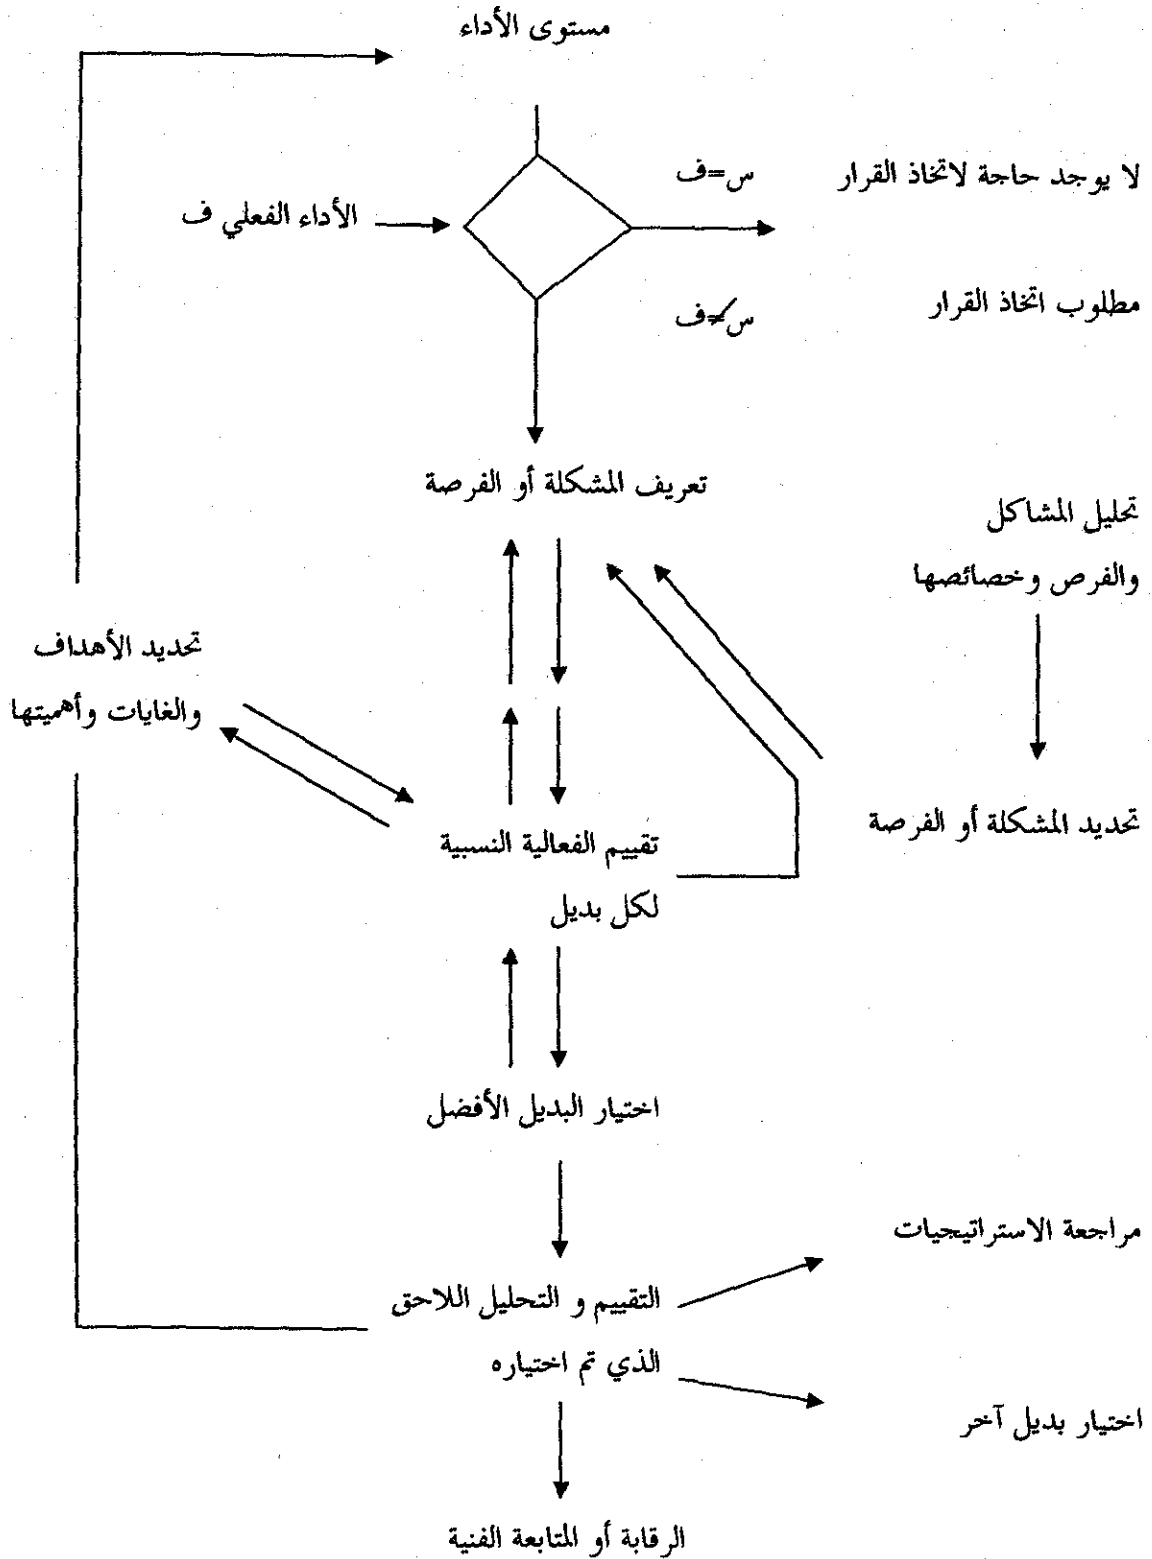 مستوى الأداء
لا يوجد حاجة لاتخاذ القرار
س=ف
الأداء الفعلي ف
مطلوب اتخاذ القرار
س≠ف
تعريف المشكلة أو الفرصة
تحليل المشاكل
والفرص وخصائصها
تحديد الأهداف
والغايات وأهميتها
تحديد المشكلة أو الفرصة
تقييم الفعالية النسبية
لكل بديل
اختيار البديل الأفضل
مراجعة الاستراتيجيات
التقييم و التحليل اللاحق
الذي تم اختياره
اختيار بديل آخر
الرقابة أو المتابعة الفنية